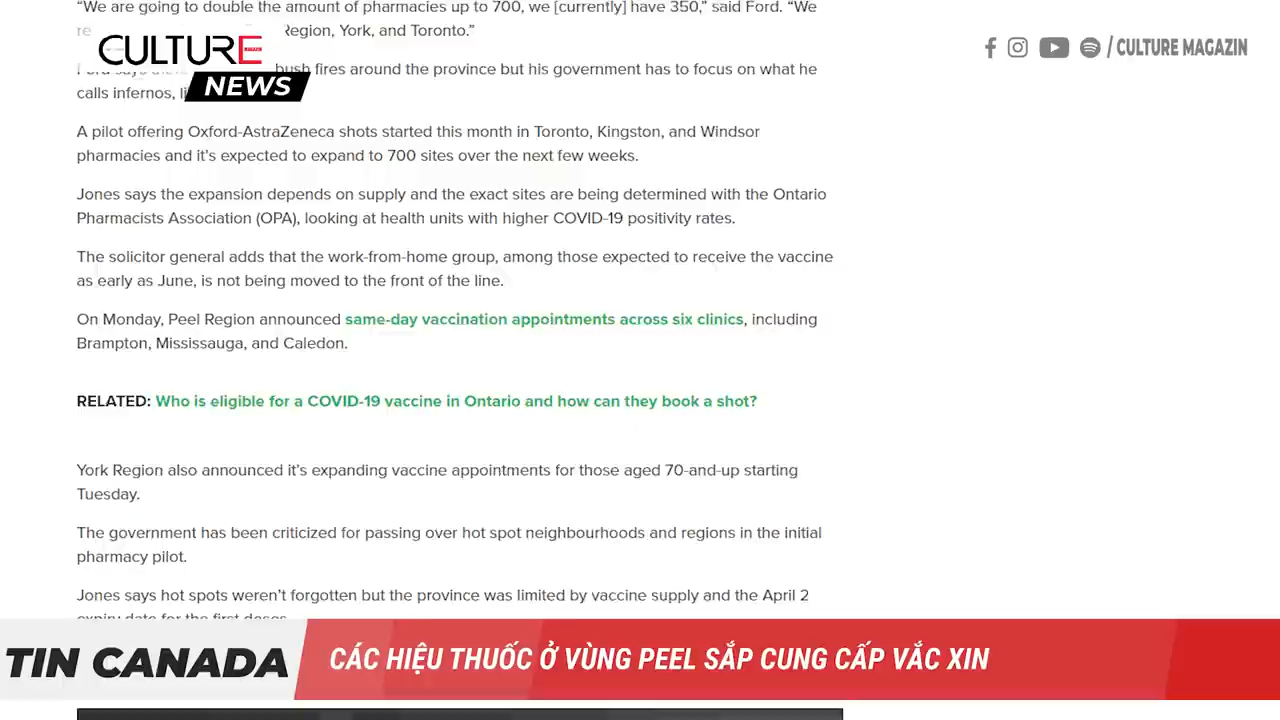 “We are going to double the amount of pharmacies up to 700, we [currently] have 350,” said Ford. “We
re Region, York, and Toronto.”
CULTURE
NEWS
/ CULTURE MAGAZIN
bush fires around the province but his government has to focus on what he
calls infernos,
A pilot offering Oxford-AstraZeneca shots started this month in Toronto, Kingston, and Windsor
pharmacies and it's expected to expand to 700 sites over the next few weeks.
Jones says the expansion depends on supply and the exact sites are being determined with the Ontario
Pharmacists Association (OPA), looking at health units with higher COVID-19 positivity rates.
The solicitor general adds that the work-from-home group, among those expected to receive the vaccine
as early as June, is not being moved to the front of the line.
On Monday, Peel Region announced same-day vaccination appointments across six clinics, including
Brampton, Mississauga, and Caledon.
RELATED: Who is eligible for a COVID-19 vaccine in Ontario and how can they book a shot?
York Region also announced it’s expanding vaccine appointments for those aged 70-and-up starting
Tuesday.
The government has been criticized for passing over hot spot neighbourhoods and regions in the initial
pharmacy pilot.
Jones says hot spots weren’t forgotten but the province was limited by vaccine supply and the April 2
expiry date for the first doses.
TIN CANADA
CÁC HIỆU THUỐC Ở VÙNG PEEL SẮP CUNG CẤP VẮC XIN